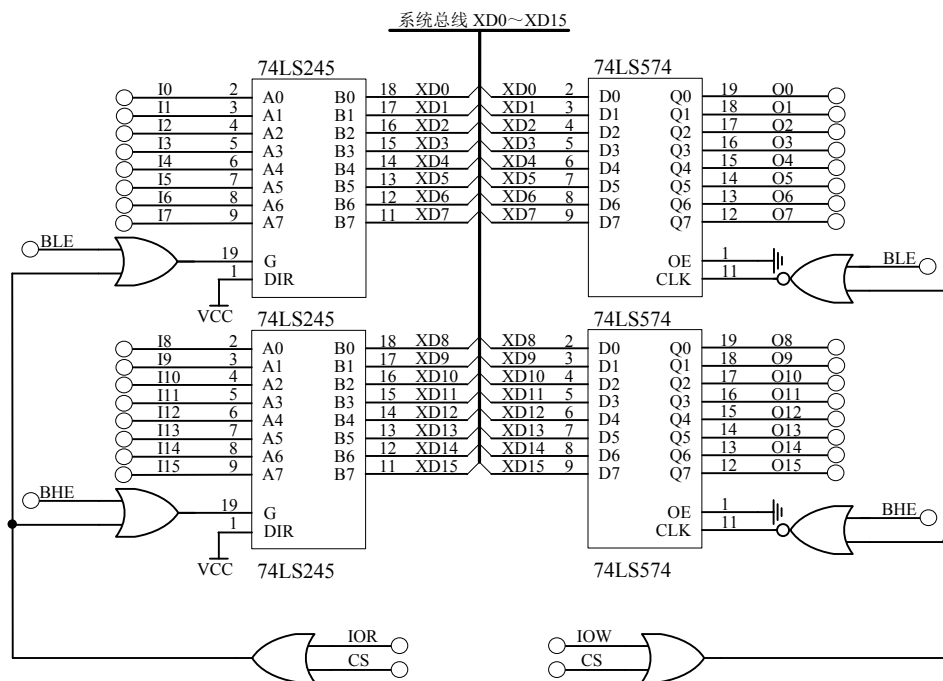 系统总线 XD0～XD15
74LS245 74LS574
I0 2 A0 B0 18 XD0 XD0 2 D0 Q0 19 O0
I1 3 A1 B1 17 XD1 XD1 3 D1 Q1 18 O1
I2 4 A2 B2 16 XD2 XD2 4 D2 Q2 17 O2
I3 5 A3 B3 15 XD3 XD3 5 D3 Q3 16 O3
I4 6 A4 B4 14 XD4 XD4 6 D4 Q4 15 O4
I5 7 A5 B5 13 XD5 XD5 7 D5 Q5 14 O5
I6 8 A6 B6 12 XD6 XD6 8 D6 Q6 13 O6
I7 9 A7 B7 11 XD7 XD7 9 D7 Q7 12 O7
BLE 19 G OE 1 BLE
1 DIR CLK 11
VCC
74LS245 74LS574
I8 2 A0 B0 18 XD8 XD8 2 D0 Q0 19 O8
I9 3 A1 B1 17 XD9 XD9 3 D1 Q1 18 O9
I10 4 A2 B2 16 XD10 XD10 4 D2 Q2 17 O10
I11 5 A3 B3 15 XD11 XD11 5 D3 Q3 16 O11
I12 6 A4 B4 14 XD12 XD12 6 D4 Q4 15 O12
I13 7 A5 B5 13 XD13 XD13 7 D5 Q5 14 O13
I14 8 A6 B6 12 XD14 XD14 8 D6 Q6 13 O14
I15 9 A7 B7 11 XD15 XD15 9 D7 Q7 12 O15
BHE 19 G OE 1 BHE
1 DIR CLK 11
VCC
74LS245 74LS574
IOR IOW
CS CS